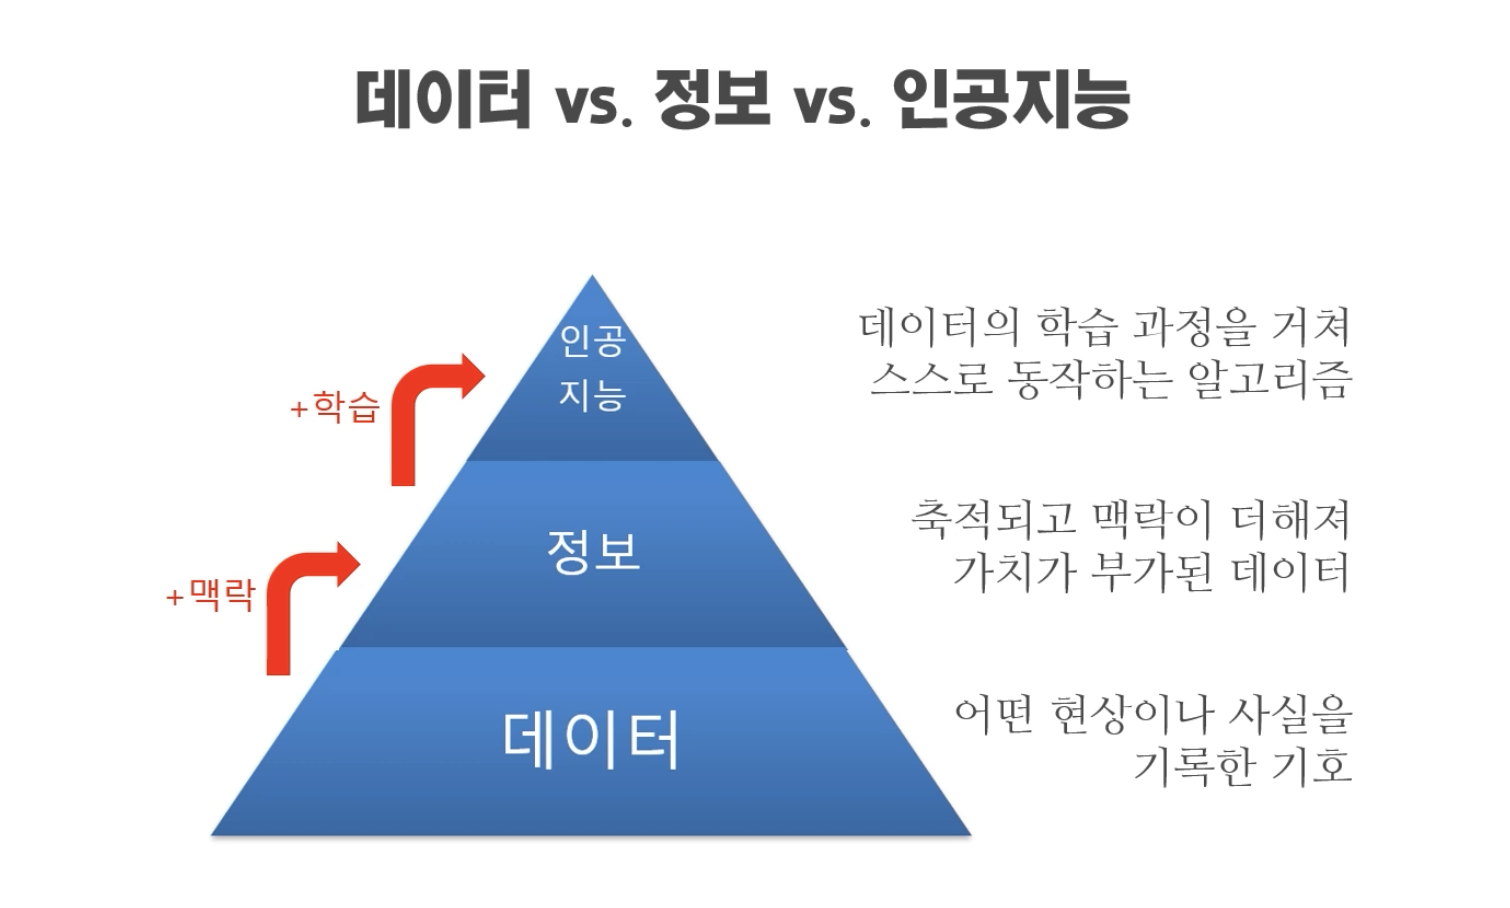 데이터 vs. 정보 vs. 인공지능
인공
지능
데이터의 학습 과정을 거쳐
스스로 동작하는 알고리즘
+학습
정보
축적되고 맥락이 더해져
가치가 부가된 데이터
+맥락
데이터
어떤 현상이나 사실을
기록한 기호